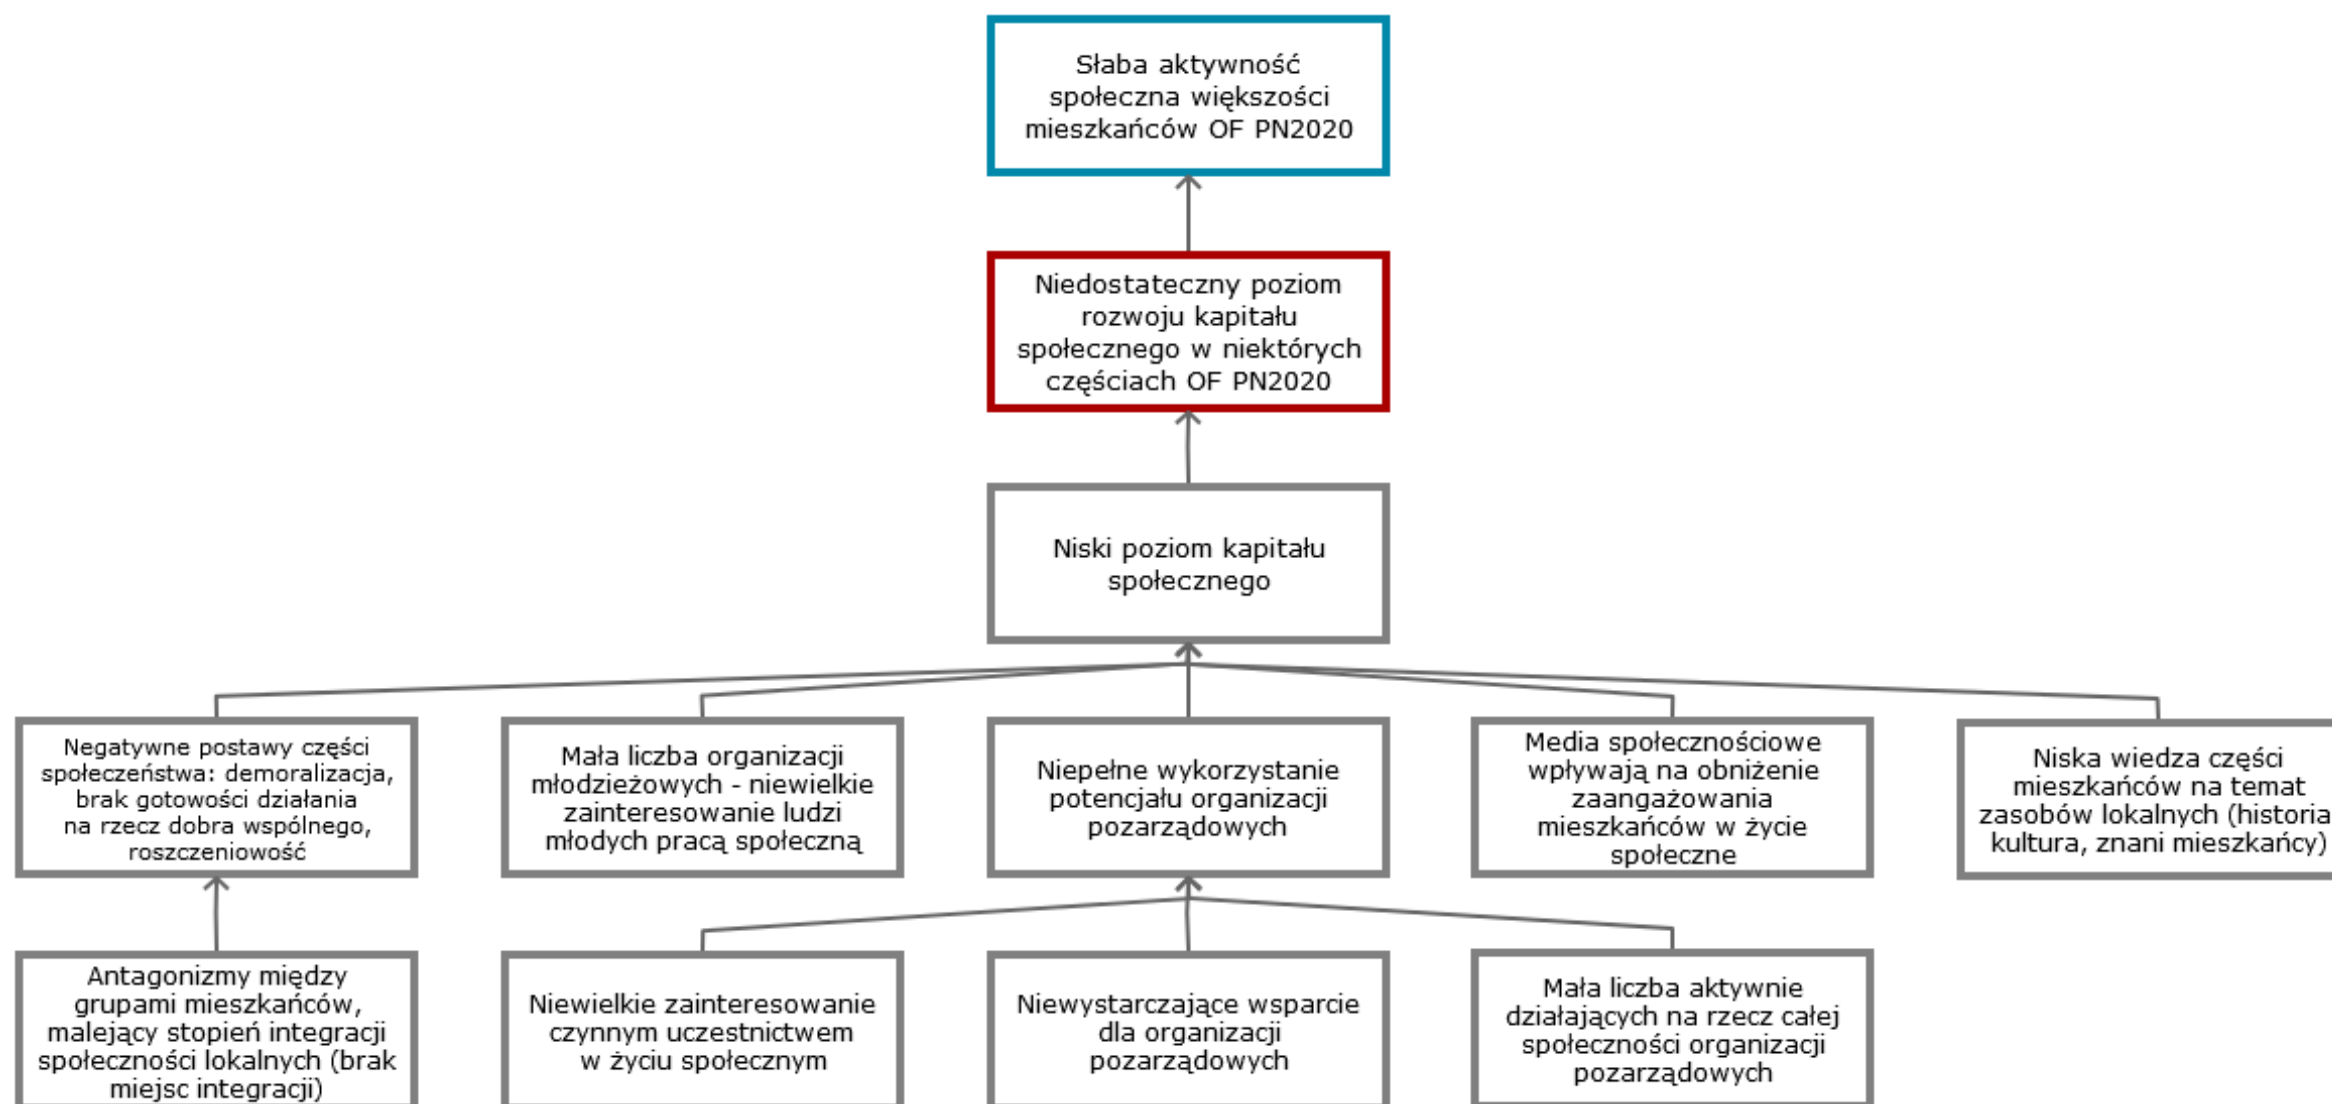 Słaba aktywność
społeczna większości
mieszkańców OF PN2020
Niedostateczny poziom
rozwoju kapitału
społecznego w niektórych
częściach OF PN2020
Niski poziom kapitału
społecznego
Negatywne postawy części
społeczeństwa: demoralizacja,
brak gotowości działania
na rzecz dobra wspólnego,
roszczeniowość
Mała liczba organizacji
młodzieżowych - niewielkie
zainteresowanie ludzi
młodych pracą społeczną
Niepełne wykorzystanie
potencjału organizacji
pozarządowych
Media społecznościowe
wpływają na obniżenie
zaangażowania
mieszkańców w życie
społeczne
Niska wiedza części
mieszkańców na temat
zasobów lokalnych (historia
kultura, znani mieszkańcy)
Antagonizmy między
grupami mieszkańców,
malejący stopień integracji
społeczności lokalnych (brak
miejsc integracji)
Niewielkie zainteresowanie
czynnym uczestnictwem
w życiu społecznym
Niewystarczające wsparcie
dla organizacji
pozarządowych
Mała liczba aktywnie
działających na rzecz całej
społeczności organizacji
pozarządowych